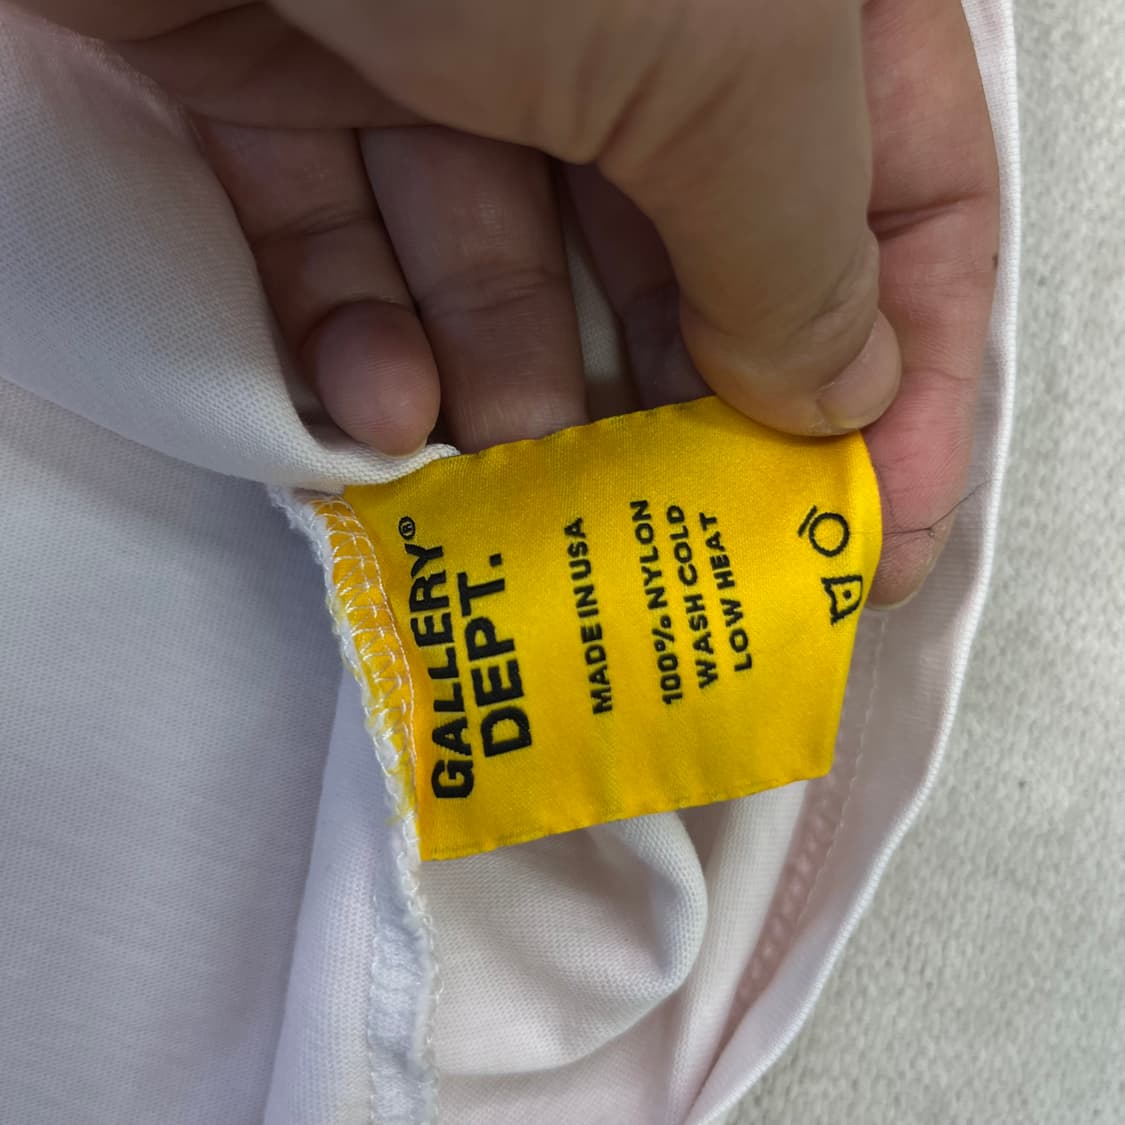 GALLERY®
DEPT.
MADE IN USA
100% NYLON
WASH COLD
LOW HEAT